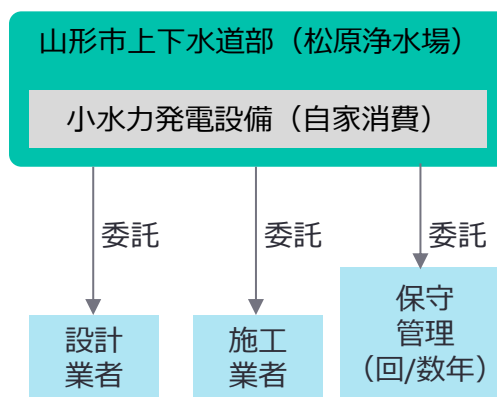 山形市上下水道部（松原浄水場）
小水力発電設備（自家消費）
委託
委託
委託
設計
業者
施工
業者
保守
管理
（回/数年）